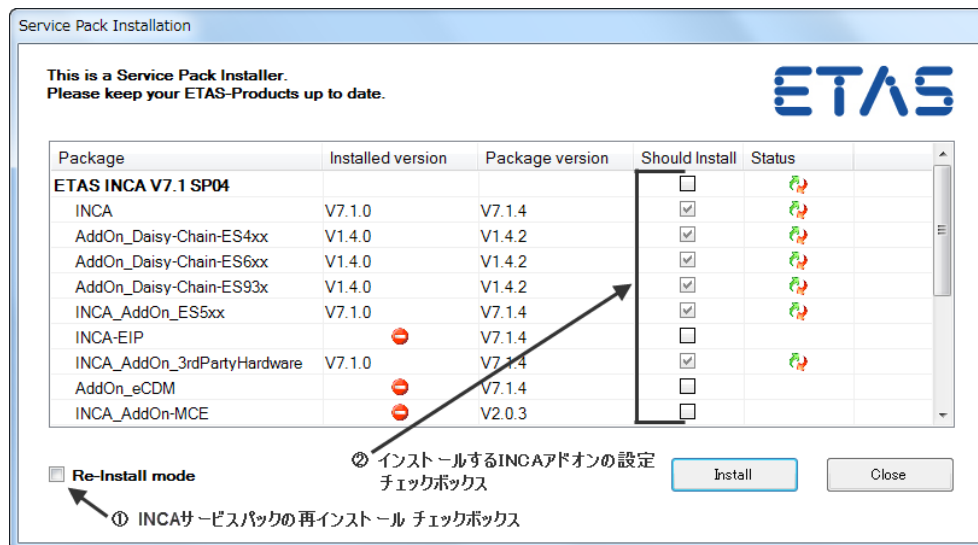 Service Pack Installation
This is a Service Pack Installer.
Please keep your ETAS-Products up to date.
ETAS
Package Installed version Package version Should Install Status
ETAS INCA V7.1 SP04
INCA V7.1.0 V7.1.4
AddOn_Daisy-Chain-ES4xx V1.4.0 V1.4.2
AddOn_Daisy-Chain-ES6xx V1.4.0 V1.4.2
AddOn_Daisy-Chain-ES93x V1.4.0 V1.4.2
INCA_AddOn_ES5xx V7.1.0 V7.1.4
INCA-EIP V7.1.4
INCA_AddOn_3rdPartyHardware V7.1.0 V7.1.4
AddOn_eCDM V7.1.4
INCA_AddOn-MCE V2.0.3
② インストールするINCAアドオンの設定
チェックボックス
Re-Install mode
Install
Close
① INCAサービスパックの再インストール チェックボックス